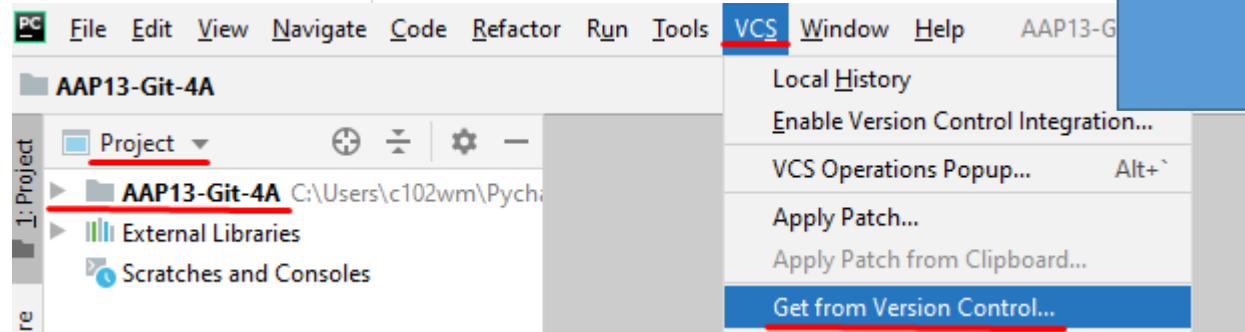 PC File Edit View Navigate Code Refactor Run Tools VCS Window Help AAP13-G
AAP13-Git-4A
Local History
Enable Version Control Integration...
1: Project
Project
VCS Operations Popup... Alt+`
AAP13-Git-4A C:\Users\c102wm\Pycha
External Libraries
Apply Patch...
Scratches and Consoles
Apply Patch from Clipboard...
Get from Version Control...
re